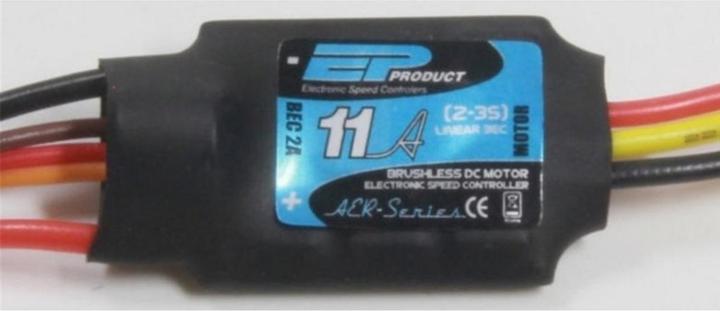 EP PRODUCT
Electronic Speed Controlers
BEC 2A
11A
(2-3S)
LINEAR BEC
MOTOR
BRUSHLESS DC MOTOR
ELECTRONIC SPEED CONTROLLER
AER-Series CE
- 
+